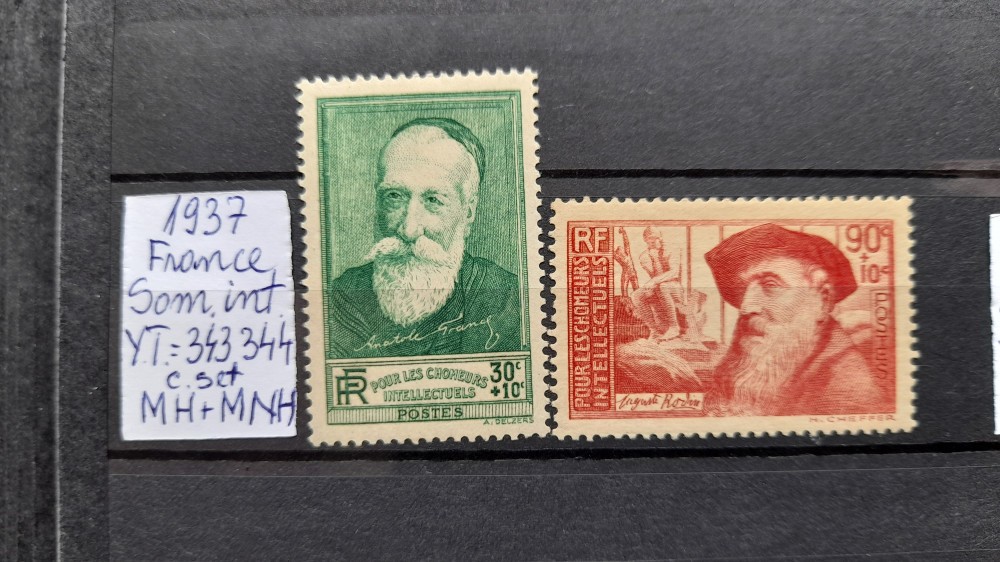 1937
France,
Som, int
Y.T.: 343, 344
c. set
MH + MNH
Anatole France
RF
POUR LES CHOMEURS
INTELLECTUELS
30c
+10c
POSTES
A. DELZERS
RF
POUR LES CHOMEURS
INTELLECTUELS
90c
+10c
POSTES
Auguste Rodin
H. CHEFFER